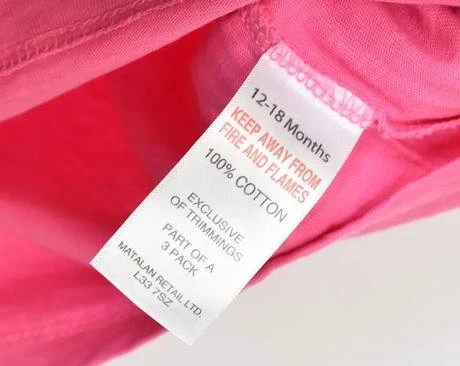 12-18 Months
KEEP AWAY FROM
FIRE AND FLAMES
100% COTTON
EXCLUSIVE
OF TRIMMINGS
PART OF A
3 PACK
MATALAN RETAIL LTD.
L33 7SZ